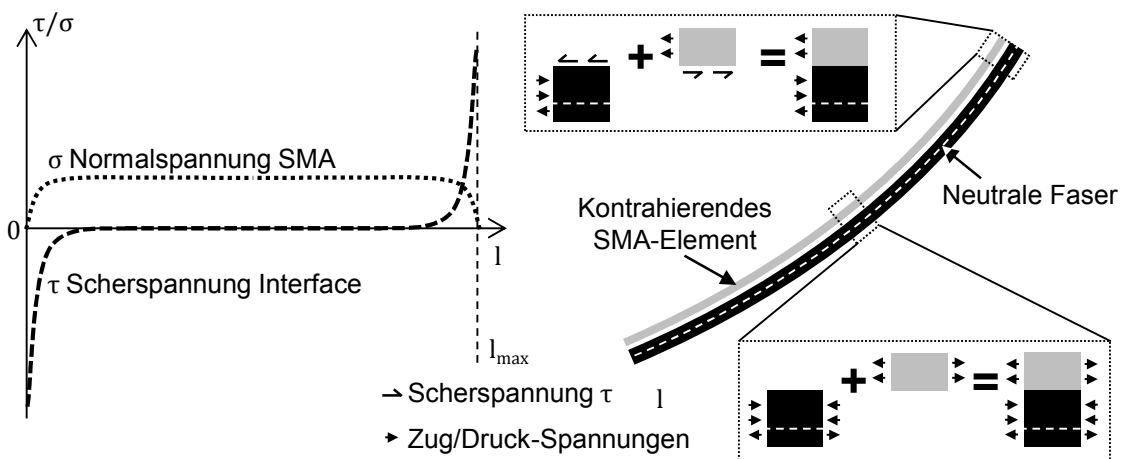 τ/σ
σ Normalspannung SMA
0
l
τ Scherspannung Interface
l_max
Kontrahierendes
SMA-Element
Neutrale Faser
Scherspannung τ
l
Zug/Druck-Spannungen
+
=
+
=